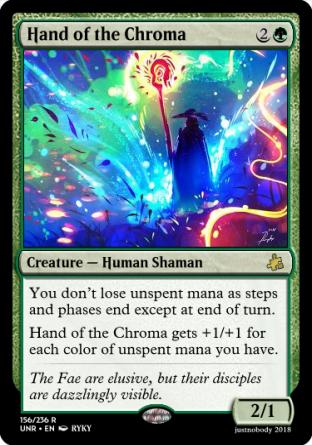 Hand of the Chroma 2
Creature — Human Shaman
You don't lose unspent mana as steps
and phases end except at end of turn.
Hand of the Chroma gets +1/+1 for
each color of unspent mana you have.
The Fae are elusive, but their disciples
are dazzlingly visible.
2/1
156/236 R
UNR • EN RYKY
justnobody 2018